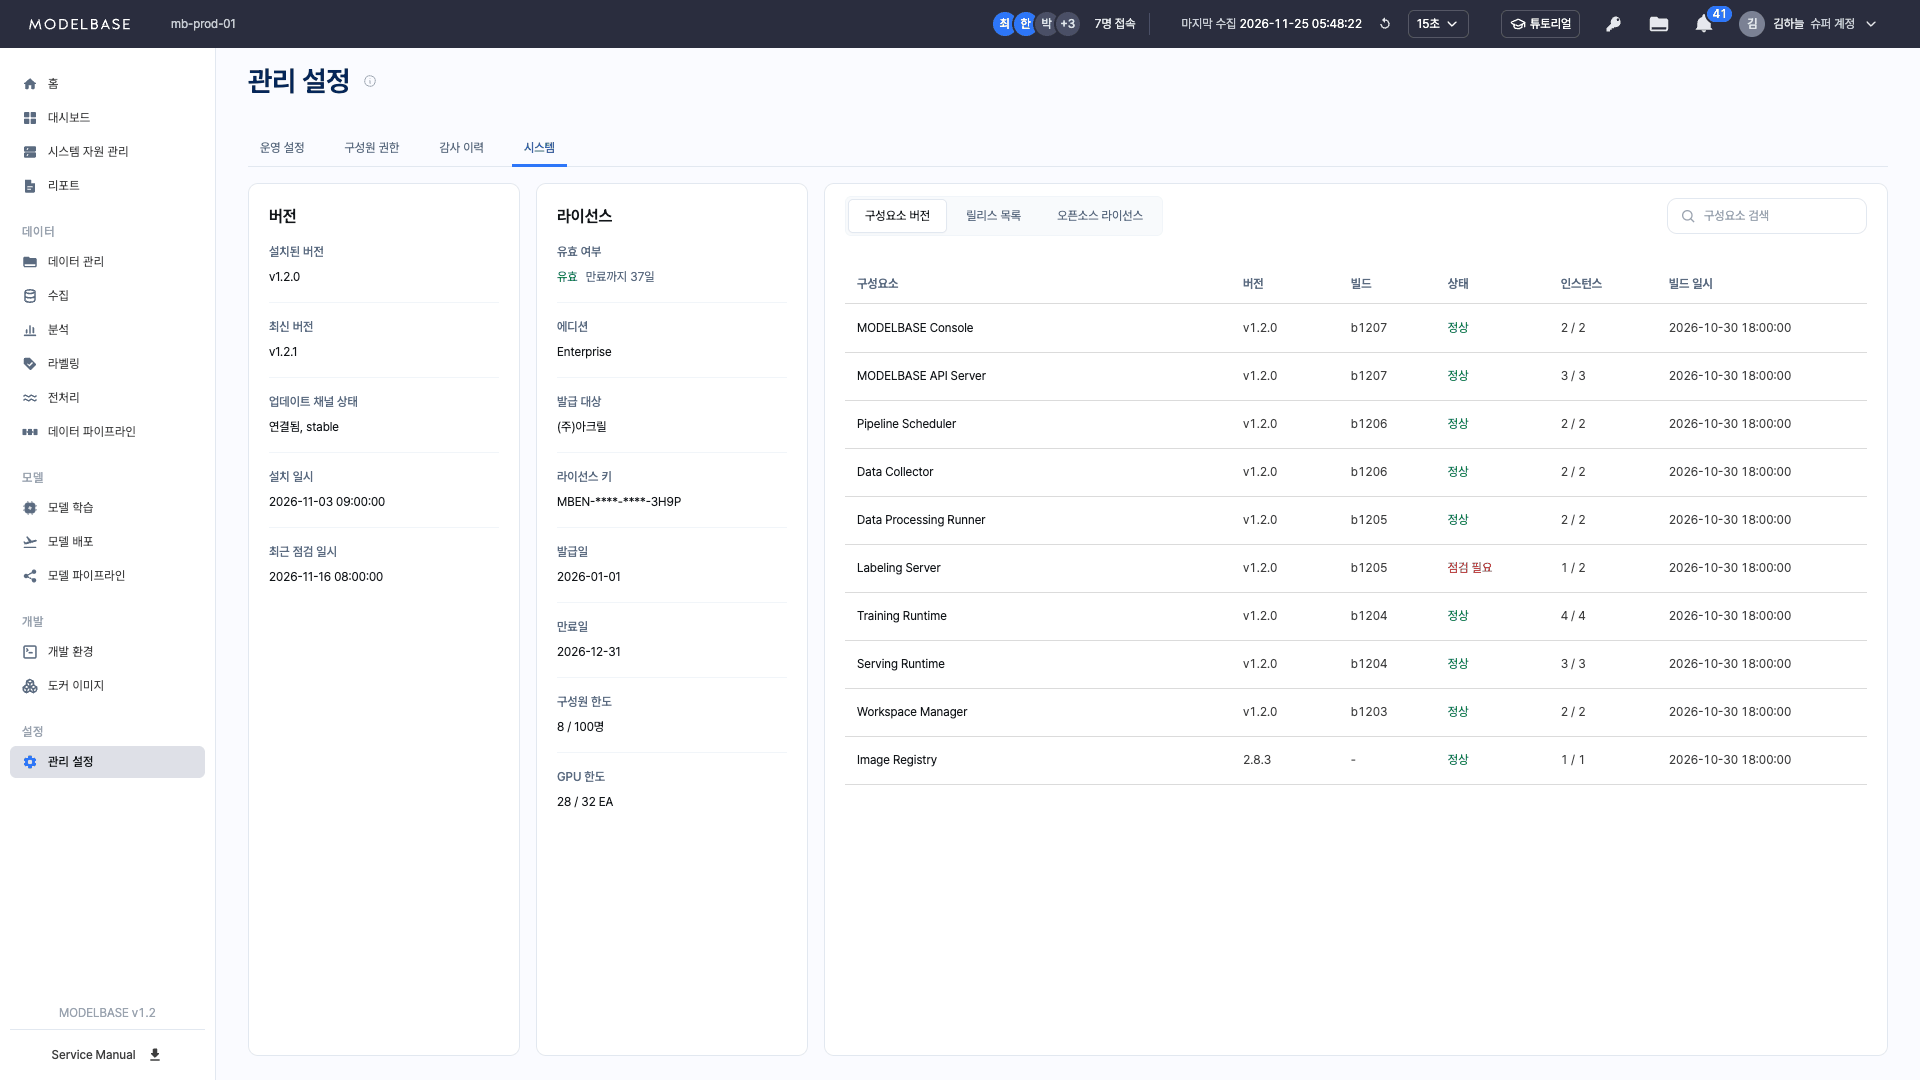 MODELBASE
mb-prod-01
최 한 박 +3 7명 접속
마지막 수집 2026-11-25 05:48:22
15초
튜토리얼
41
김 김하늘 슈퍼 계정
홈
대시보드
시스템 자원 관리
리포트
데이터
데이터 관리
수집
분석
라벨링
전처리
데이터 파이프라인
모델
모델 학습
모델 배포
모델 파이프라인
개발
개발 환경
도커 이미지
설정
관리 설정
MODELBASE v1.2
Service Manual
관리 설정
운영 설정 구성원 권한 감사 이력 시스템
버전
설치된 버전
v1.2.0
최신 버전
v1.2.1
업데이트 채널 상태
연결됨, stable
설치 일시
2026-11-03 09:00:00
최근 점검 일시
2026-11-16 08:00:00
라이선스
유효 여부
유효 만료까지 37일
에디션
Enterprise
발급 대상
(주)아크릴
라이선스 키
MBEN-****-****-3H9P
발급일
2026-01-01
만료일
2026-12-31
구성원 한도
8 / 100명
GPU 한도
28 / 32 EA
구성요소 버전 릴리스 목록 오픈소스 라이선스
구성요소 검색
구성요소 버전 빌드 상태 인스턴스 빌드 일시
MODELBASE Console v1.2.0 b1207 정상 2 / 2 2026-10-30 18:00:00
MODELBASE API Server v1.2.0 b1207 정상 3 / 3 2026-10-30 18:00:00
Pipeline Scheduler v1.2.0 b1206 정상 2 / 2 2026-10-30 18:00:00
Data Collector v1.2.0 b1206 정상 2 / 2 2026-10-30 18:00:00
Data Processing Runner v1.2.0 b1205 정상 2 / 2 2026-10-30 18:00:00
Labeling Server v1.2.0 b1205 점검 필요 1 / 2 2026-10-30 18:00:00
Training Runtime v1.2.0 b1204 정상 4 / 4 2026-10-30 18:00:00
Serving Runtime v1.2.0 b1204 정상 3 / 3 2026-10-30 18:00:00
Workspace Manager v1.2.0 b1203 정상 2 / 2 2026-10-30 18:00:00
Image Registry 2.8.3 - 정상 1 / 1 2026-10-30 18:00:00